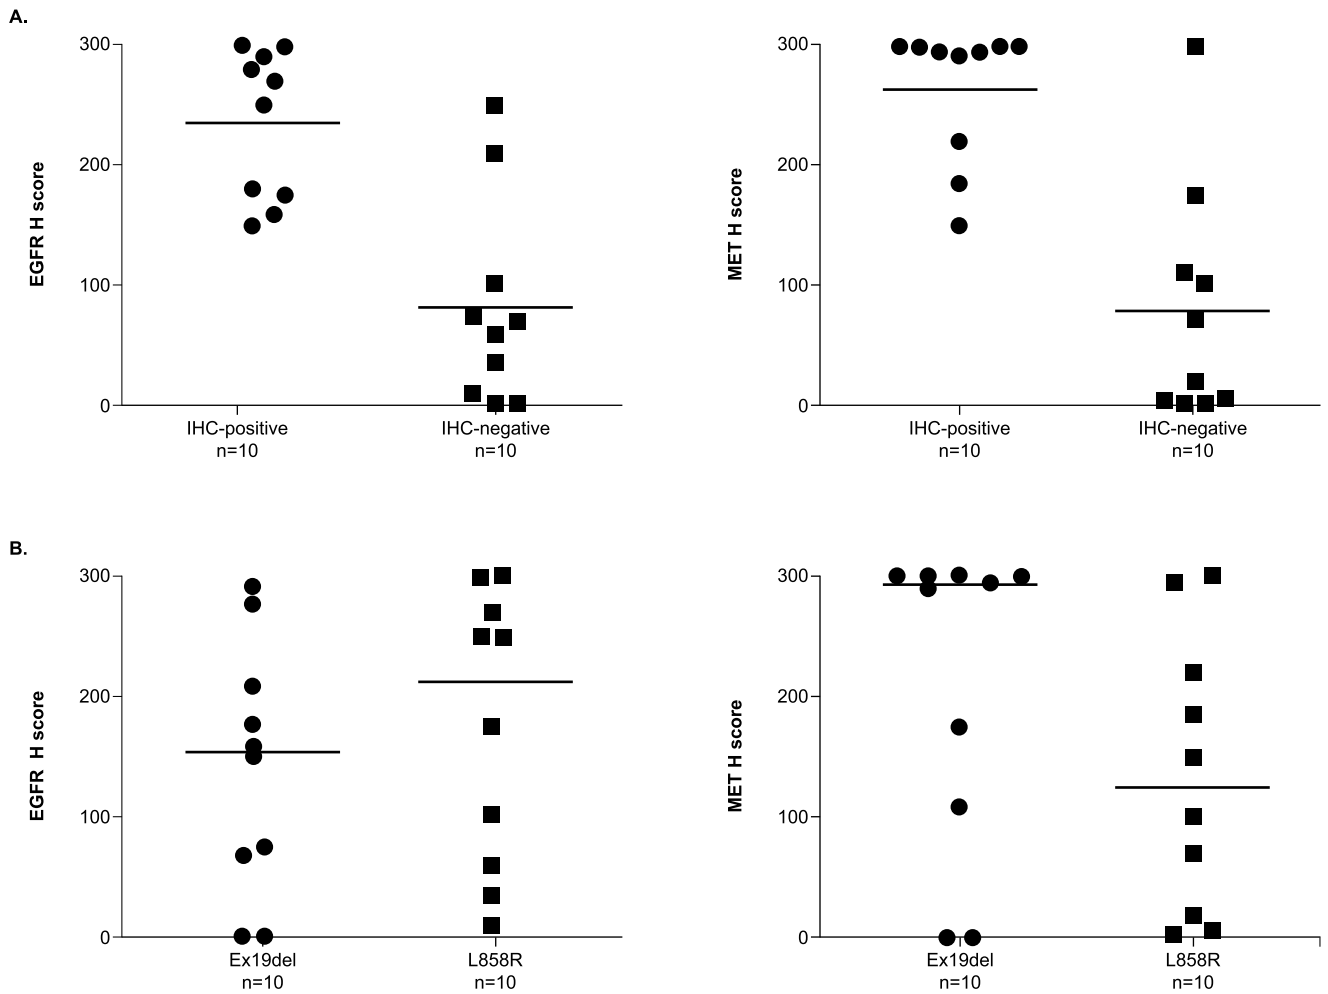 A.
EGFR H score
300
200
100
0
IHC-positive
n=10
IHC-negative
n=10
MET H score
300
200
100
0
IHC-positive
n=10
IHC-negative
n=10
B.
EGFR  H score
300
200
100
0
Ex19del
n=10
L858R
n=10
MET H score
300
200
100
0
Ex19del
n=10
L858R
n=10